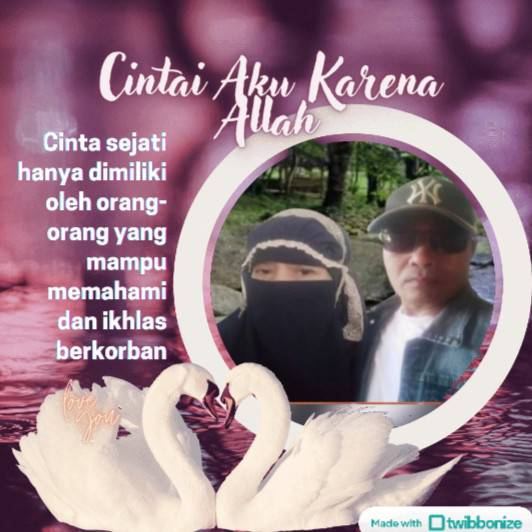 Cintai Aku Karena
Allah
Cinta sejati
hanya dimiliki
oleh orang-
orang yang
mampu
memahami
dan ikhlas
berkorban
love
you
NY
Made with twibbonize